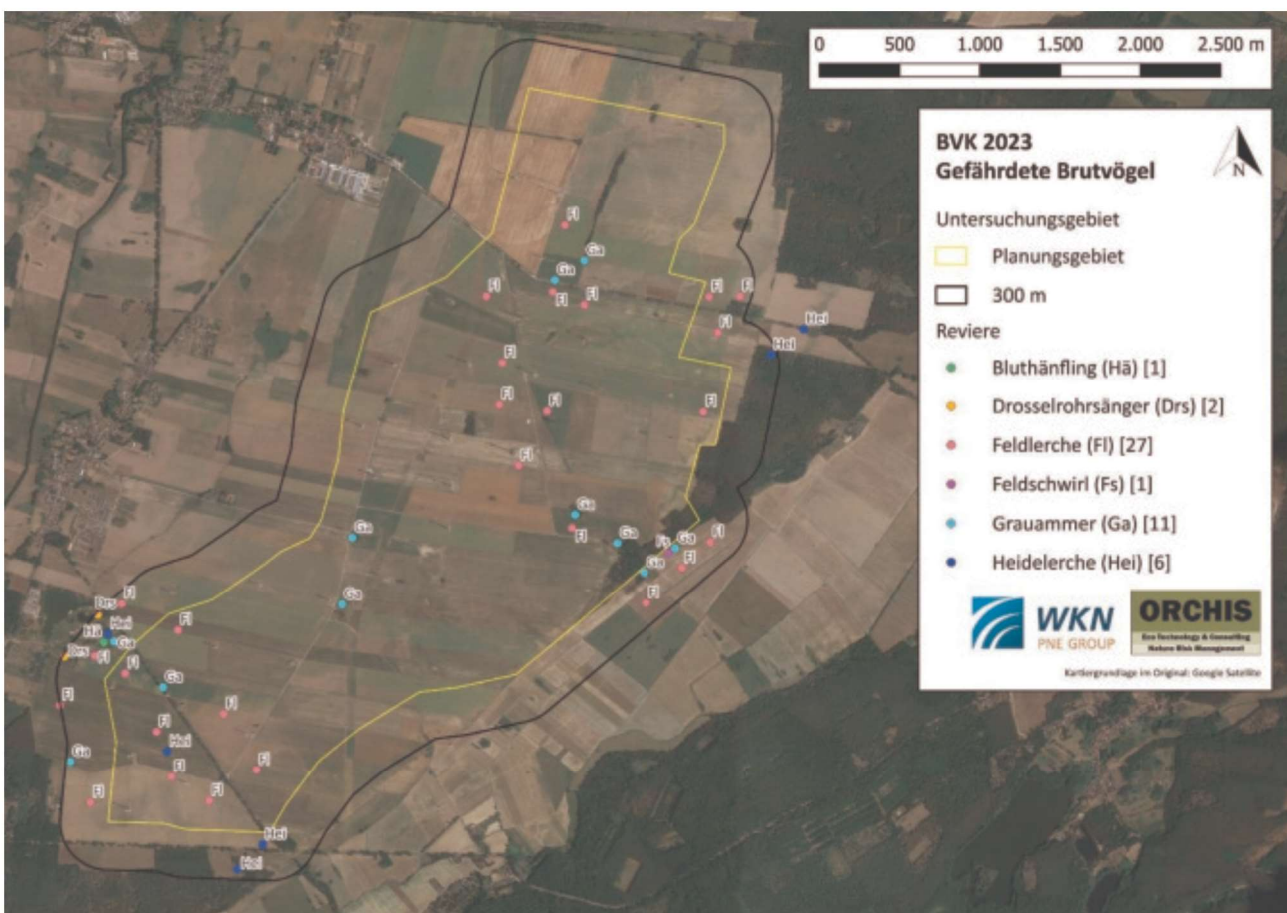 0 500 1.000 1.500 2.000 2.500 m
BVK 2023
Gefährdete Brutvögel
N
Untersuchungsgebiet
Planungsgebiet
300 m
Reviere
Bluthänfling (Hä) [1]
Drosselrohrsänger (Drs) [2]
Feldlerche (Fl) [27]
Feldschwirl (Fs) [1]
Grauammer (Ga) [11]
Heidelerche (Hei) [6]
WKN
PNE GROUP
ORCHIS
Eco Technology & Consulting
Nature Risk Management
Kartiergrundlage im Original: Google Satellite
Fl
Ga
Ga
Fl
Fl
Fl
Fl
Fl
Hei
Fl
Hei
Fl
Fl
Fl
Fl
Fl
Ga
Ga
Fl
Ga
Fs
Ga
Fl
Fl
Ga
Fl
Ga
Fl
Drs
Hei
Hä
Ga
Fl
Drs
Fl
Fl
Ga
Fl
Fl
Fl
Hei
Ga
Fl
Fl
Fl
Fl
Hei
Hei